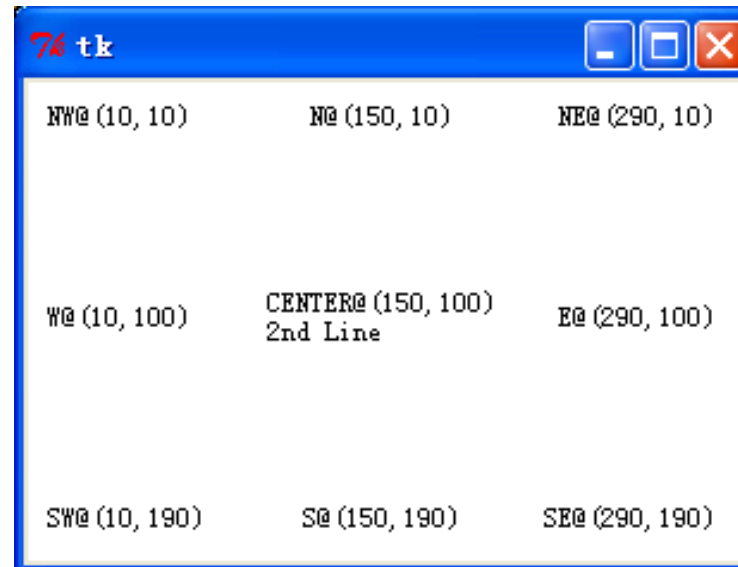 tk
NW@(10, 10)
N@(150, 10)
NE@(290, 10)
W@(10, 100)
CENTER@(150, 100)
2nd Line
E@(290, 100)
SW@(10, 190)
S@(150, 190)
SE@(290, 190)